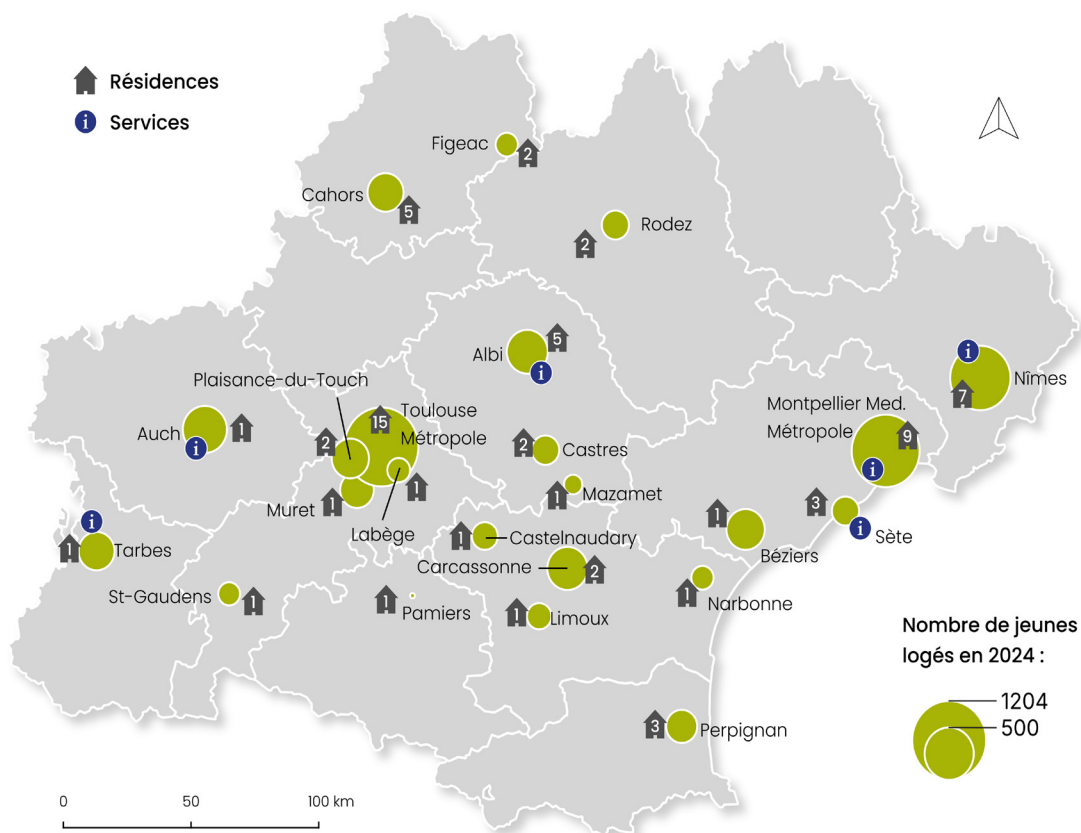 Résidences
i Services
Figeac
2
Cahors
5
Rodez
2
Albi
5
i
Plaisance-du-Touch
Toulouse
Métropole
15
2
Auch
1
i
Muret
1
Labège
1
Castres
2
Mazamet
1
Nîmes
7
i
Montpellier Med.
Métropole
9
i
Sète
3
i
Béziers
1
Tarbes
1
i
St-Gaudens
1
Pamiers
1
Castelnaudary
1
Carcassonne
2
Limoux
1
Narbonne
1
Perpignan
3
Nombre de jeunes
logés en 2024 :
1204
500
0 50 100 km